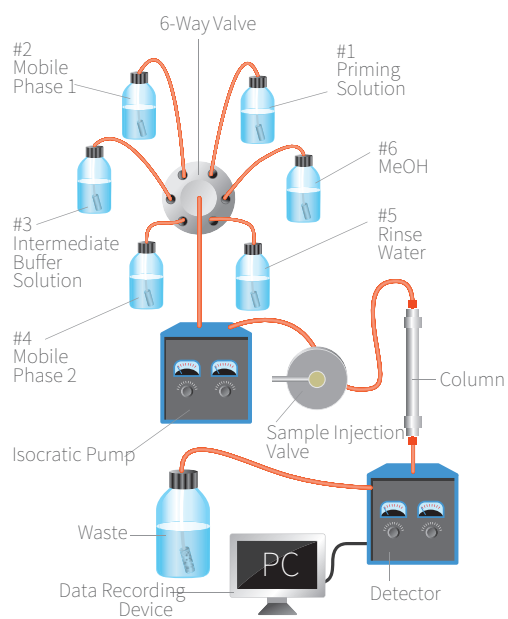 6-Way Valve
#2
Mobile
Phase 1
#1
Priming
Solution
#6
MeOH
#3
Intermediate
Buffer
Solution
#5
Rinse
Water
#4
Mobile
Phase 2
Column
Isocratic Pump
Sample Injection
Valve
Waste
PC
Data Recording
Device
Detector